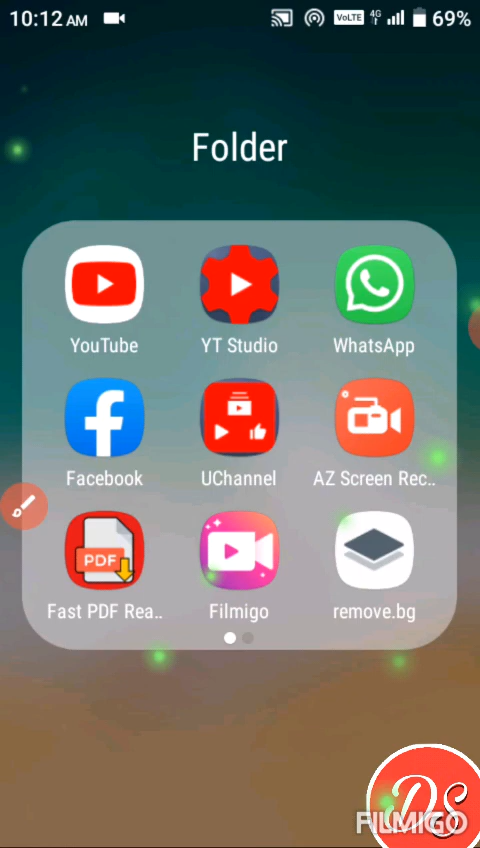 10:12 AM VoLTE 4G 69%
Folder
YouTube YT Studio WhatsApp
Facebook UChannel AZ Screen Rec..
PDF
Fast PDF Rea.. Filmigo remove.bg
DS
FILMIGO